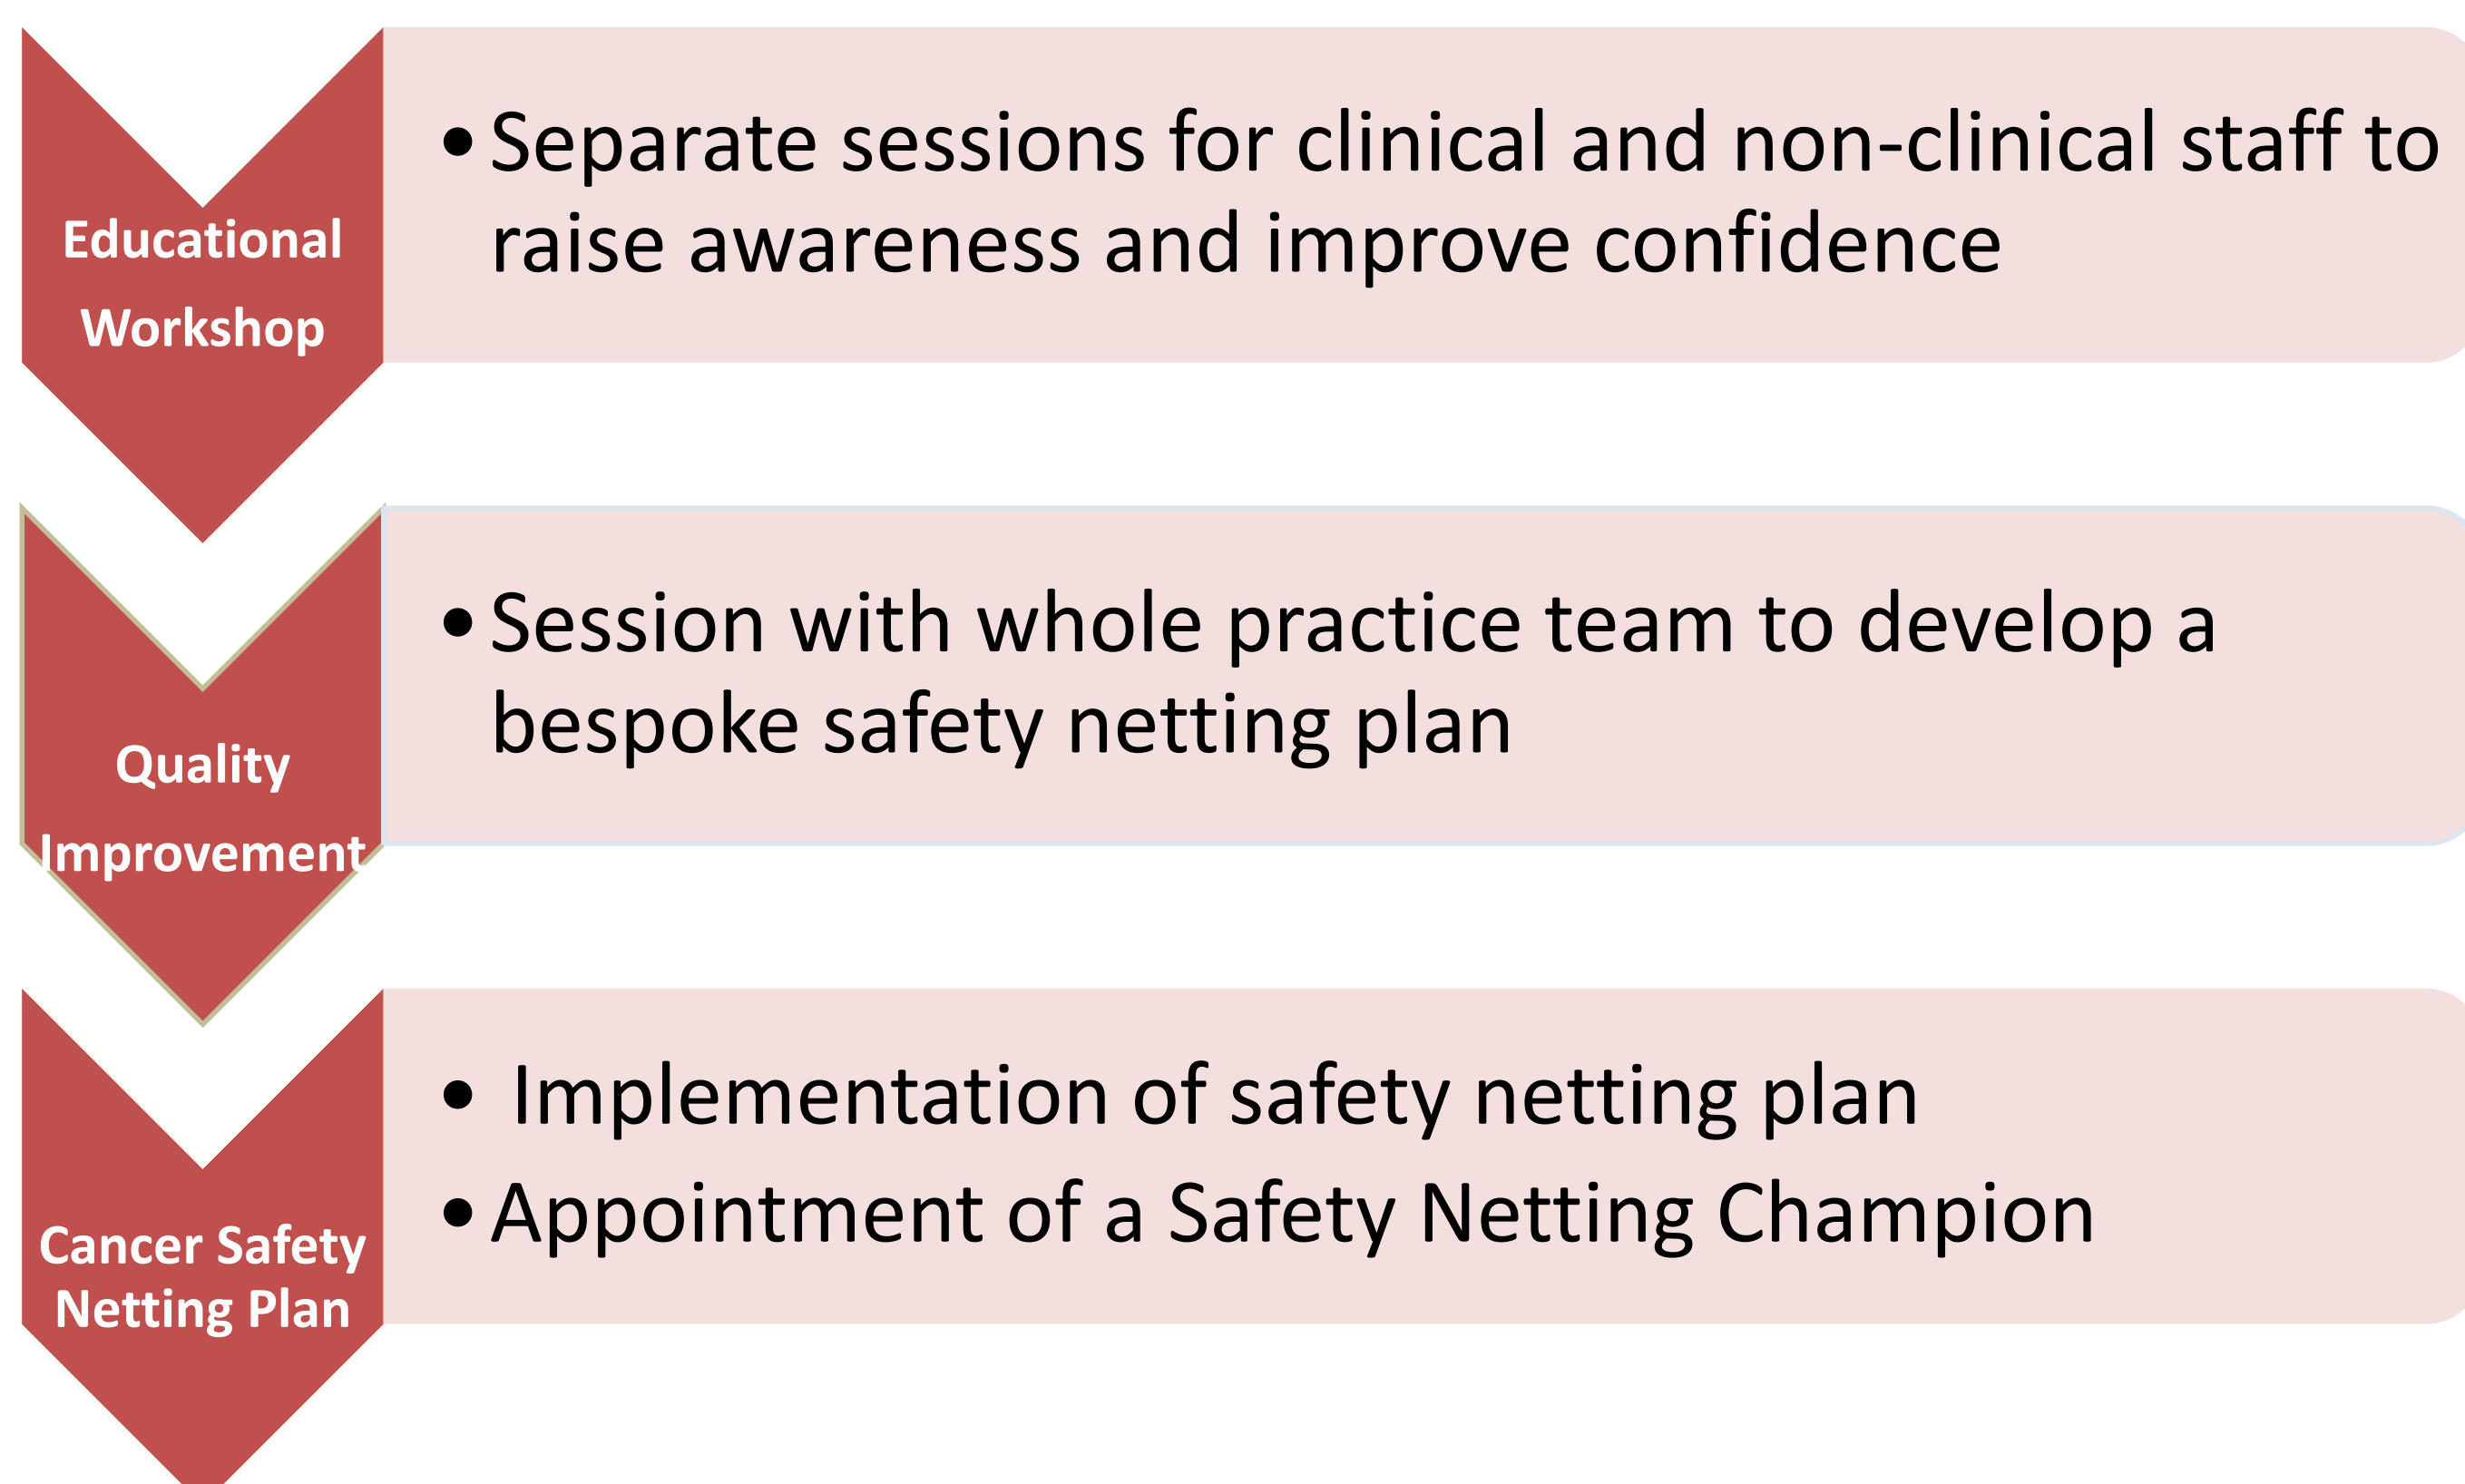 Educational
Workshop
• Separate sessions for clinical and non-clinical staff to
raise awareness and improve confidence
Quality
Improvement
• Session with whole practice team to develop a
bespoke safety netting plan
Cancer Safety
Netting Plan
• Implementation of safety netting plan
• Appointment of a Safety Netting Champion